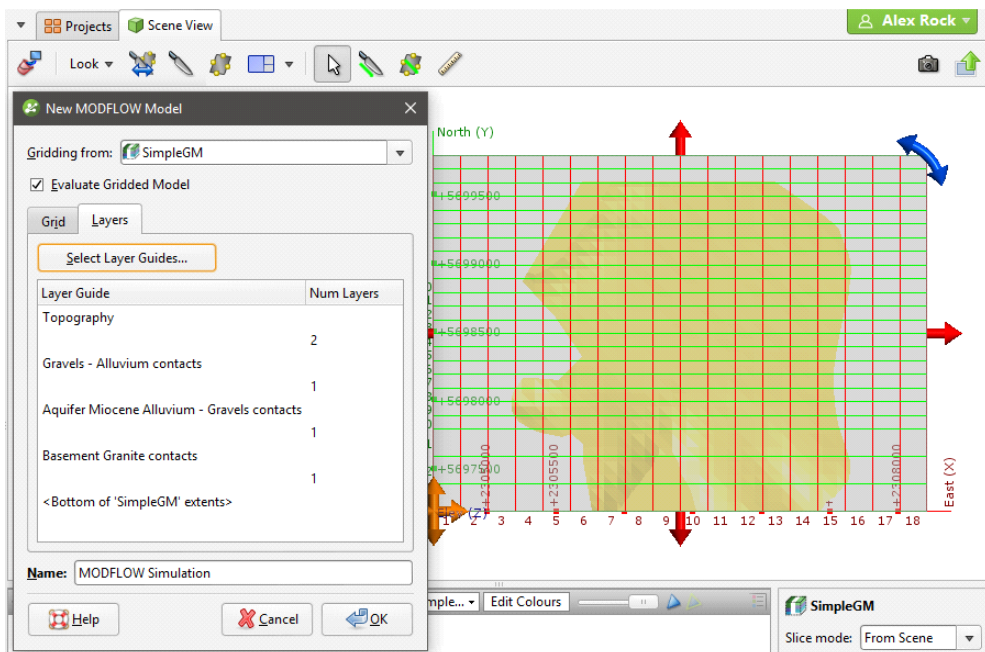 Projects
Scene View
Alex Rock
Look
New MODFLOW Model
Gridding from: SimpleGM
Evaluate Gridded Model
Grid
Layers
Select Layer Guides...
Layer Guide Num Layers
Topography
2
Gravels - Alluvium contacts
1
Aquifer Miocene Alluvium - Gravels contacts
1
Basement Granite contacts
1
<Bottom of 'SimpleGM' extents>
Name: MODFLOW Simulation
Help
Cancel
OK
North (Y)
+5699500
+5699000
+5698500
+5698000
+5697500
+2305000
+2305500
+2308000
East (X)
(Z)
1 2 3 4 5 6 7 8 9 10 11 12 13 14 15 16 17 18
Edit Colours
SimpleGM
Slice mode: From Scene